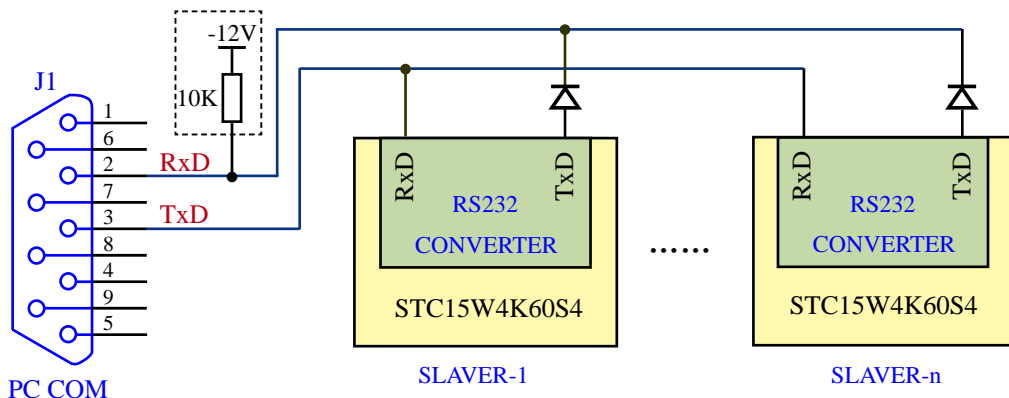 -12V
10K
J1
1
6
2
7
3
8
4
9
5
RxD
TxD
PC COM
RxD
TxD
RS232
CONVERTER
STC15W4K60S4
SLAVER-1
......
RxD
TxD
RS232
CONVERTER
STC15W4K60S4
SLAVER-n